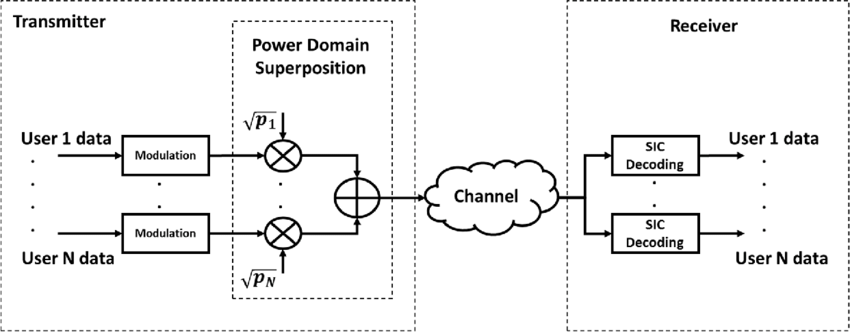 Transmitter
Receiver
Power Domain
Superposition
√p₁
User 1 data
Modulation
SIC
Decoding
User 1 data
Channel
User N data
Modulation
SIC
Decoding
User N data
√p_N